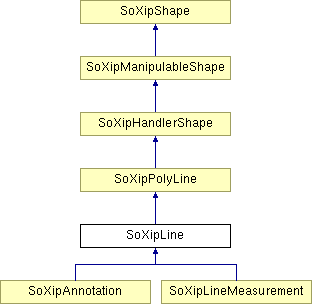 SoXipShape
SoXipManipulableShape
SoXipHandlerShape
SoXipPolyLine
SoXipLine
SoXipAnnotation
SoXipLineMeasurement